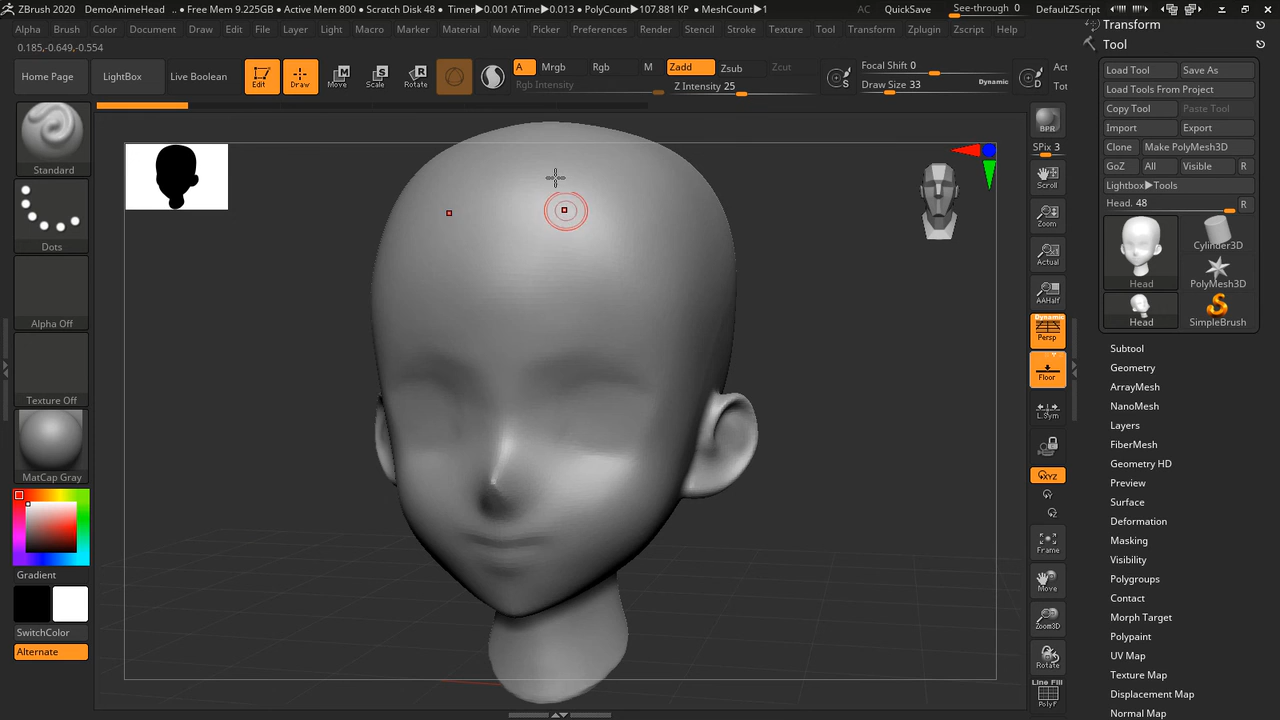 ZBrush 2020 DemoAnimeHead .. • Free Mem 9.225GB • Active Mem 800 • Scratch Disk 48 • Timer▶0.001 ATime▶0.013 • PolyCount▶107.881 KP • MeshCount▶1 AC QuickSave See-through 0 DefaultZScript
Alpha Brush Color Document Draw Edit File Layer Light Macro Marker Material Movie Picker Preferences Render Stencil Stroke Texture Tool Transform Zplugin Zscript Help
0.185,-0.649,-0.554
Home Page
LightBox
Live Boolean
Edit
Draw
Move
Scale
Rotate
A Mrgb Rgb M
Rgb Intensity
Zadd Zsub Zcut
Z Intensity 25
S
Focal Shift 0
Draw Size 33
Dynamic
D
Act
Tot
Standard
Dots
Alpha Off
Texture Off
MatCap Gray
Gradient
SwitchColor
Alternate
BPR
SPix 3
Scroll
Zoom
Actual
AAHalf
Dynamic
Persp
Floor
L.Sym
XYZ
Y
Z
Frame
Move
Zoom3D
Rotate
Line Fill
PolyF
Transform
Tool
Load Tool Save As
Load Tools From Project
Copy Tool Paste Tool
Import Export
Clone Make PolyMesh3D
GoZ All Visible R
Lightbox▶Tools
Head. 48 R
Head
Cylinder3D
PolyMesh3D
Head
SimpleBrush
Subtool
Geometry
ArrayMesh
NanoMesh
Layers
FiberMesh
Geometry HD
Preview
Surface
Deformation
Masking
Visibility
Polygroups
Contact
Morph Target
Polypaint
UV Map
Texture Map
Displacement Map
Normal Map